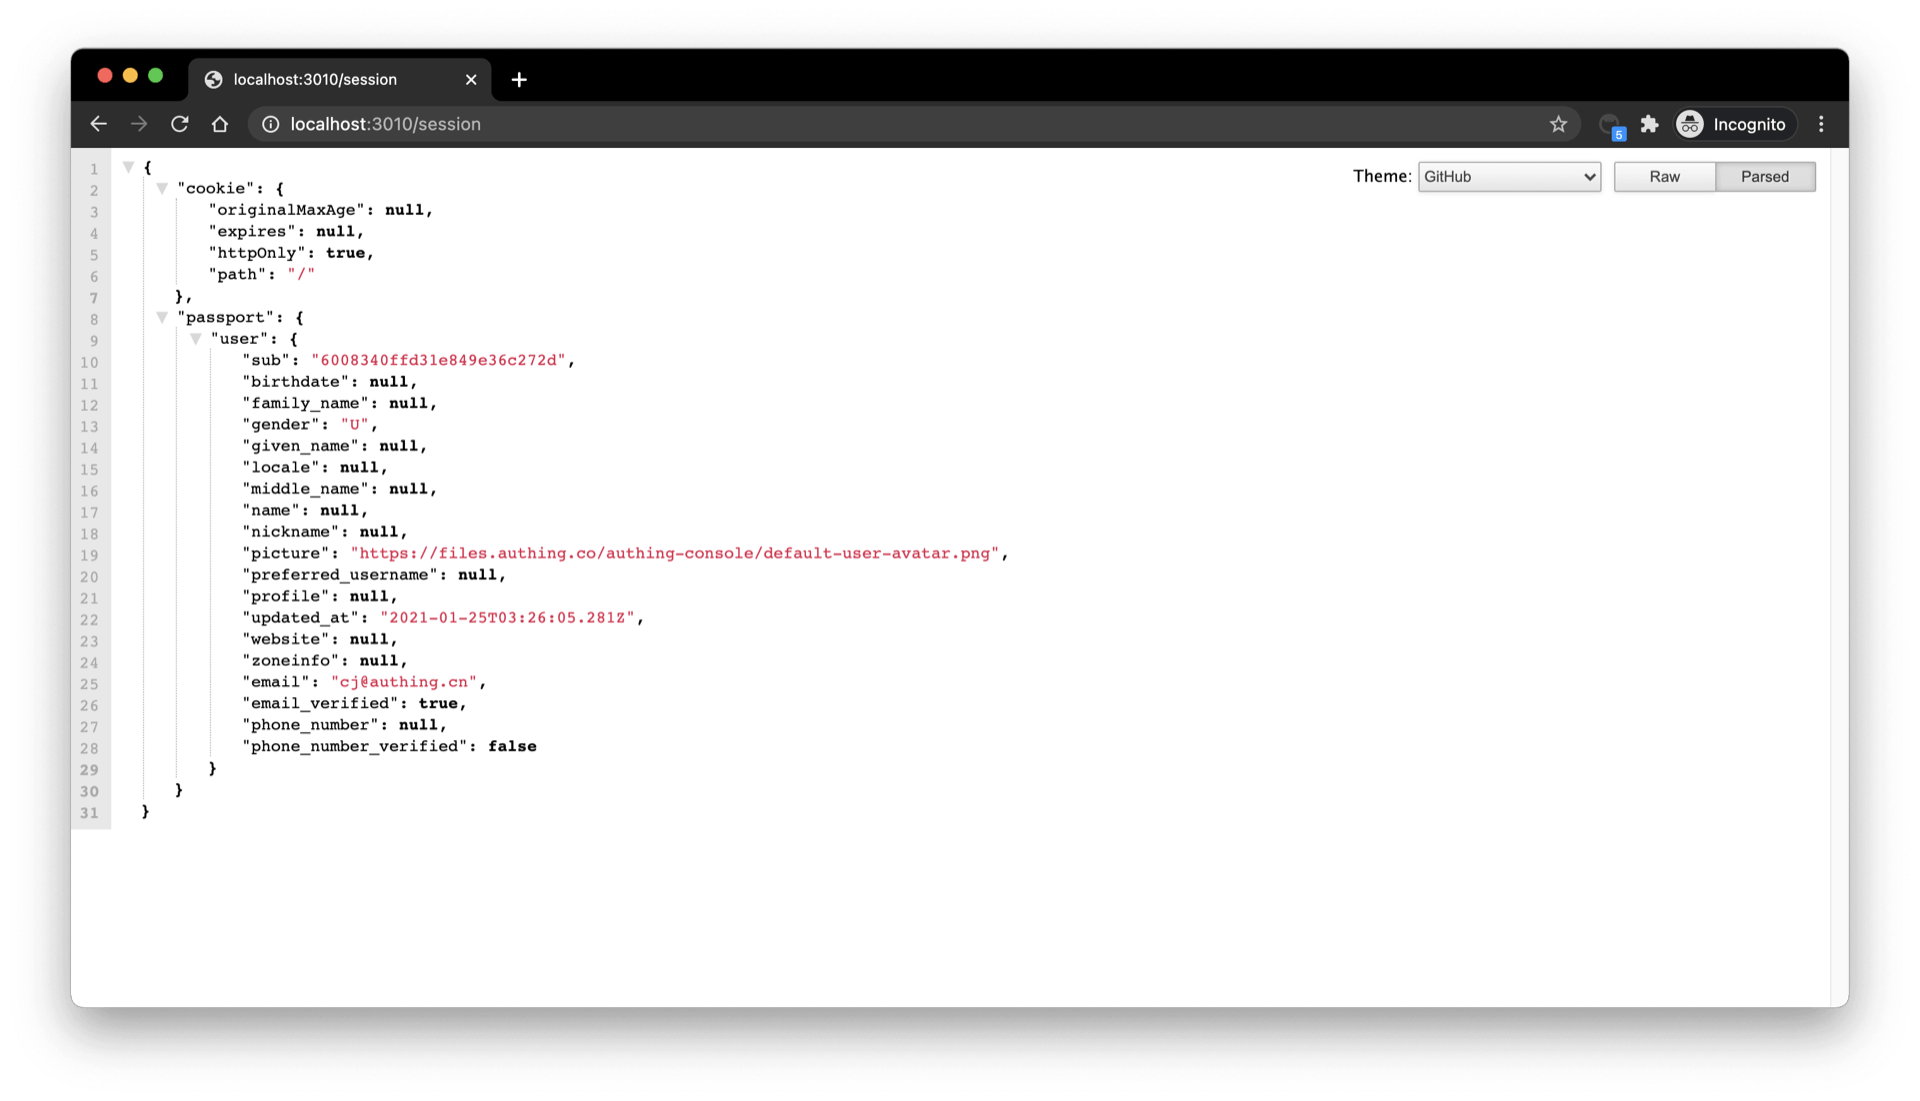 localhost:3010/session
localhost:3010/session
5
Incognito
Theme: GitHub Raw Parsed
1 {
2 "cookie": {
3 "originalMaxAge": null,
4 "expires": null,
5 "httpOnly": true,
6 "path": "/"
7 },
8 "passport": {
9 "user": {
10 "sub": "6008340ffd31e849e36c272d",
11 "birthdate": null,
12 "family_name": null,
13 "gender": "U",
14 "given_name": null,
15 "locale": null,
16 "middle_name": null,
17 "name": null,
18 "nickname": null,
19 "picture": "https://files.authing.co/authing-console/default-user-avatar.png",
20 "preferred_username": null,
21 "profile": null,
22 "updated_at": "2021-01-25T03:26:05.281Z",
23 "website": null,
24 "zoneinfo": null,
25 "email": "cj@authing.cn",
26 "email_verified": true,
27 "phone_number": null,
28 "phone_number_verified": false
29 }
30 }
31 }